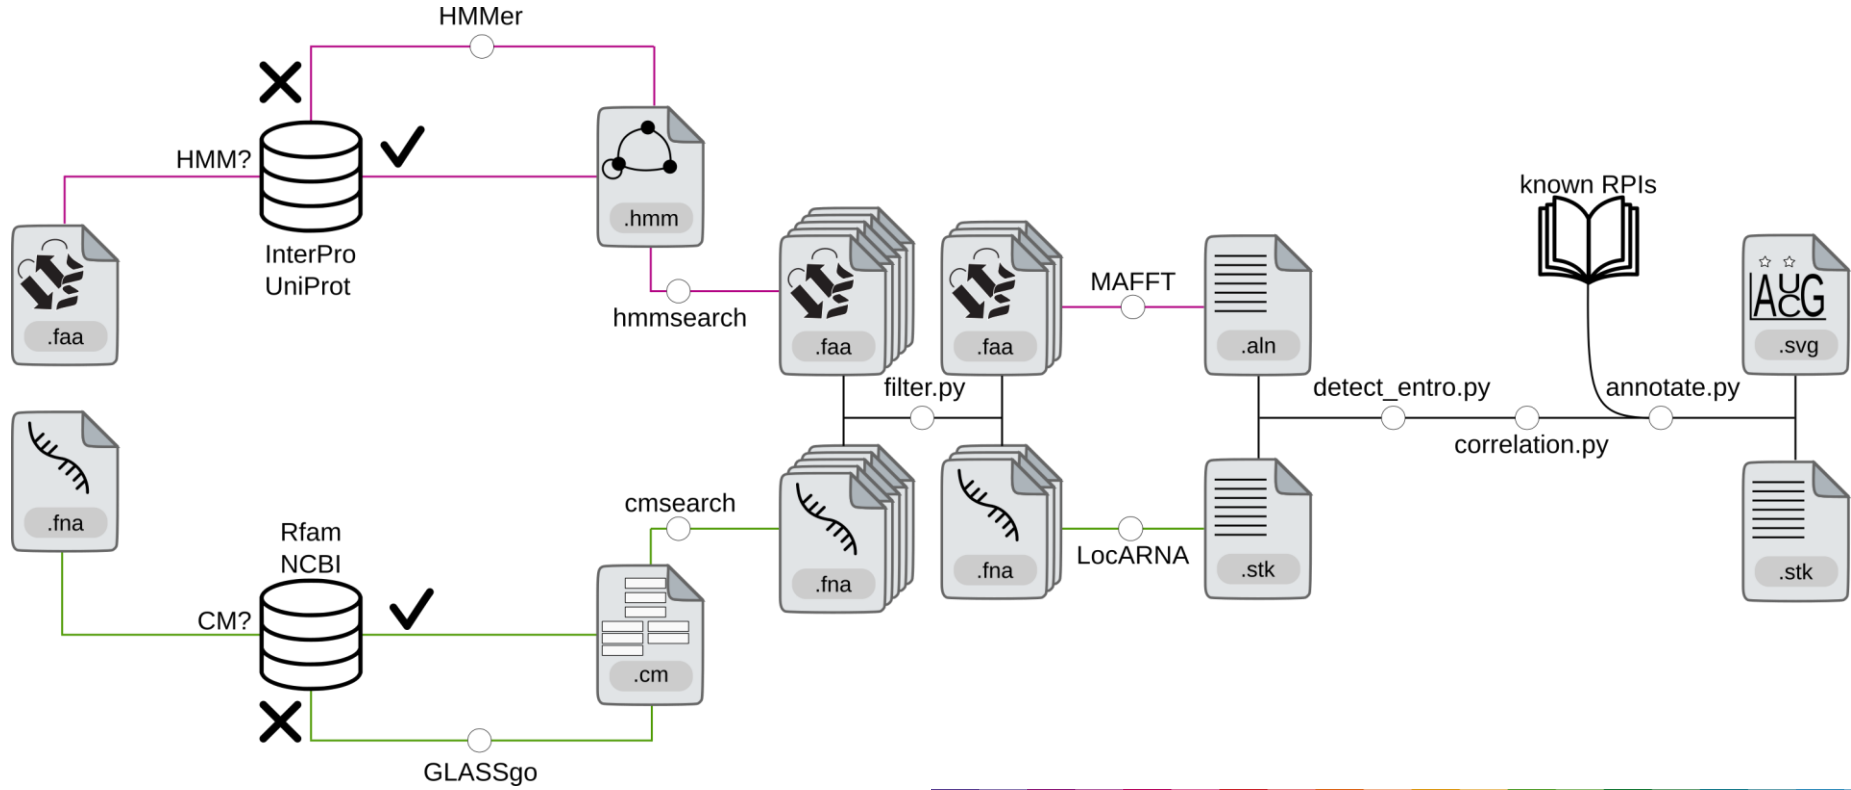 HMMer
HMM?
InterPro
UniProt
.faa
.hmm
hmmsearch
.faa
filter.py
.faa
MAFFT
.aln
known RPIs
detect_entro.py
correlation.py
annotate.py
AUCG
.svg
.fna
CM?
Rfam
NCBI
.cm
cmsearch
GLASSgo
.fna
.fna
LocARNA
.stk
.stk